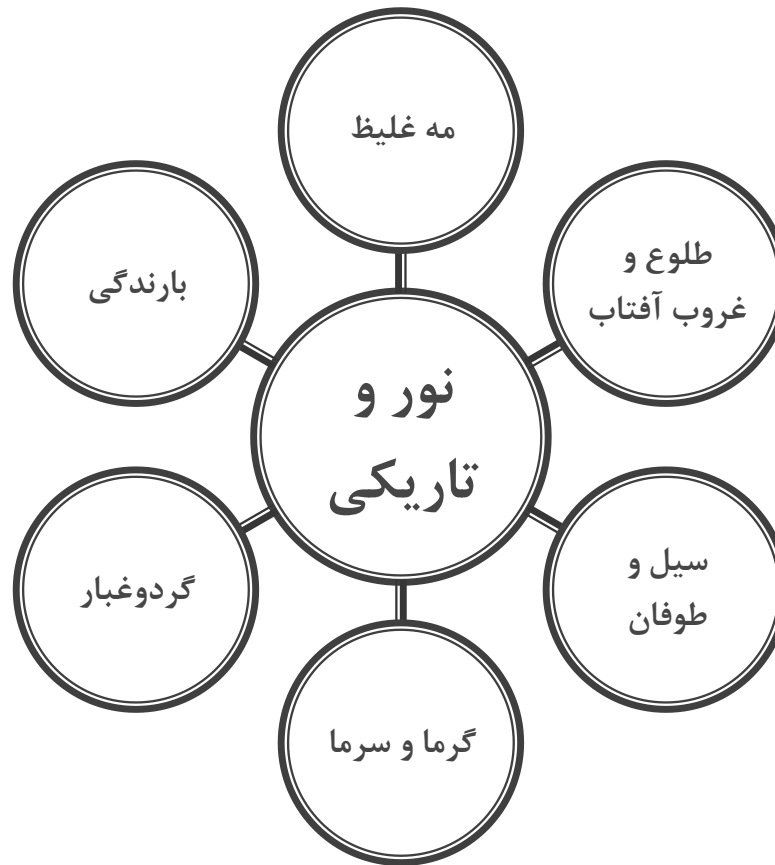 مه غلیظ
طلوع و
غروب آفتاب
بارندگی
نور و
تاریکی
سیل و
طوفان
گردوغبار
گرما و سرما